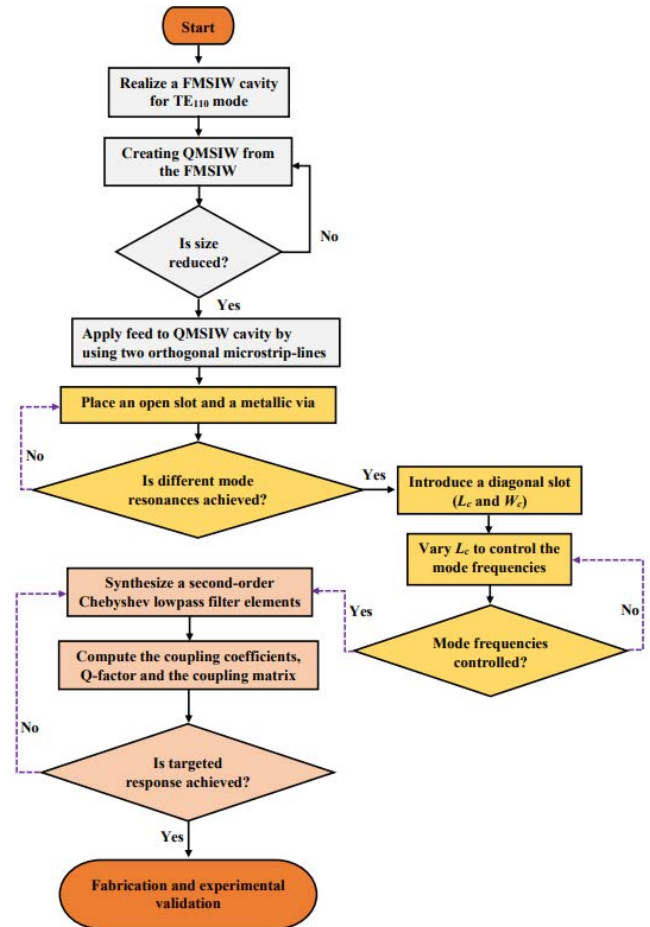 Start
Realize a FMSIW cavity
for TE₁₁₀ mode
Creating QMSIW from
the FMSIW
Is size
reduced?
No
Yes
Apply feed to QMSIW cavity by
using two orthogonal microstrip-lines
Place an open slot and a metallic via
No
Is different mode
resonances achieved?
Yes
Introduce a diagonal slot
(L_c and W_c)
Vary L_c to control the
mode frequencies
No
Mode frequencies
controlled?
Yes
Synthesize a second-order
Chebyshev lowpass filter elements
Compute the coupling coefficients,
Q-factor and the coupling matrix
No
Is targeted
response achieved?
Yes
Fabrication and experimental
validation